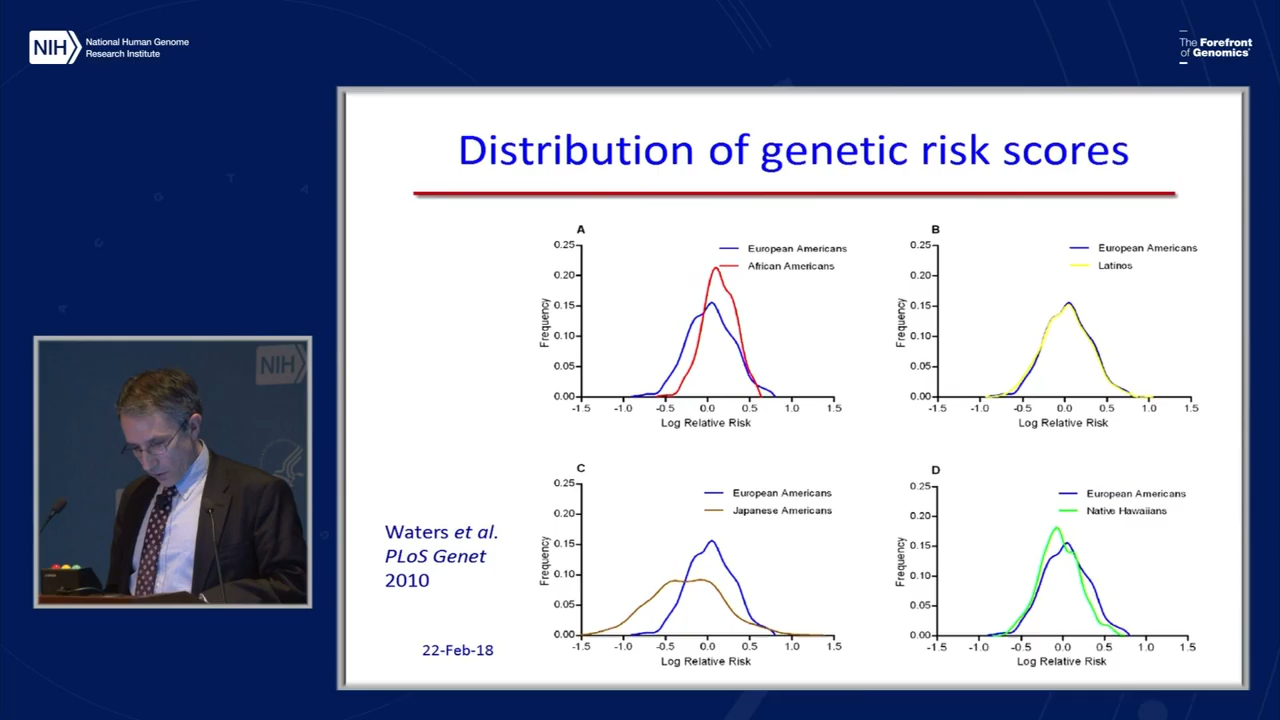 NIH
National Human Genome
Research Institute
The Forefront
of Genomics
Distribution of genetic risk scores
A
0.25
0.20
0.15
0.10
0.05
0.00
Frequency
European Americans
African Americans
-1.5 -1.0 -0.5 0.0 0.5 1.0 1.5
Log Relative Risk
B
0.25
0.20
0.15
0.10
0.05
0.00
Frequency
European Americans
Latinos
-1.5 -1.0 -0.5 0.0 0.5 1.0 1.5
Log Relative Risk
C
0.25
0.20
0.15
0.10
0.05
0.00
Frequency
European Americans
Japanese Americans
-1.5 -1.0 -0.5 0.0 0.5 1.0 1.5
Log Relative Risk
D
0.25
0.20
0.15
0.10
0.05
0.00
Frequency
European Americans
Native Hawaiians
-1.5 -1.0 -0.5 0.0 0.5 1.0 1.5
Log Relative Risk
Waters et al.
PLoS Genet
2010
22-Feb-18
NIH